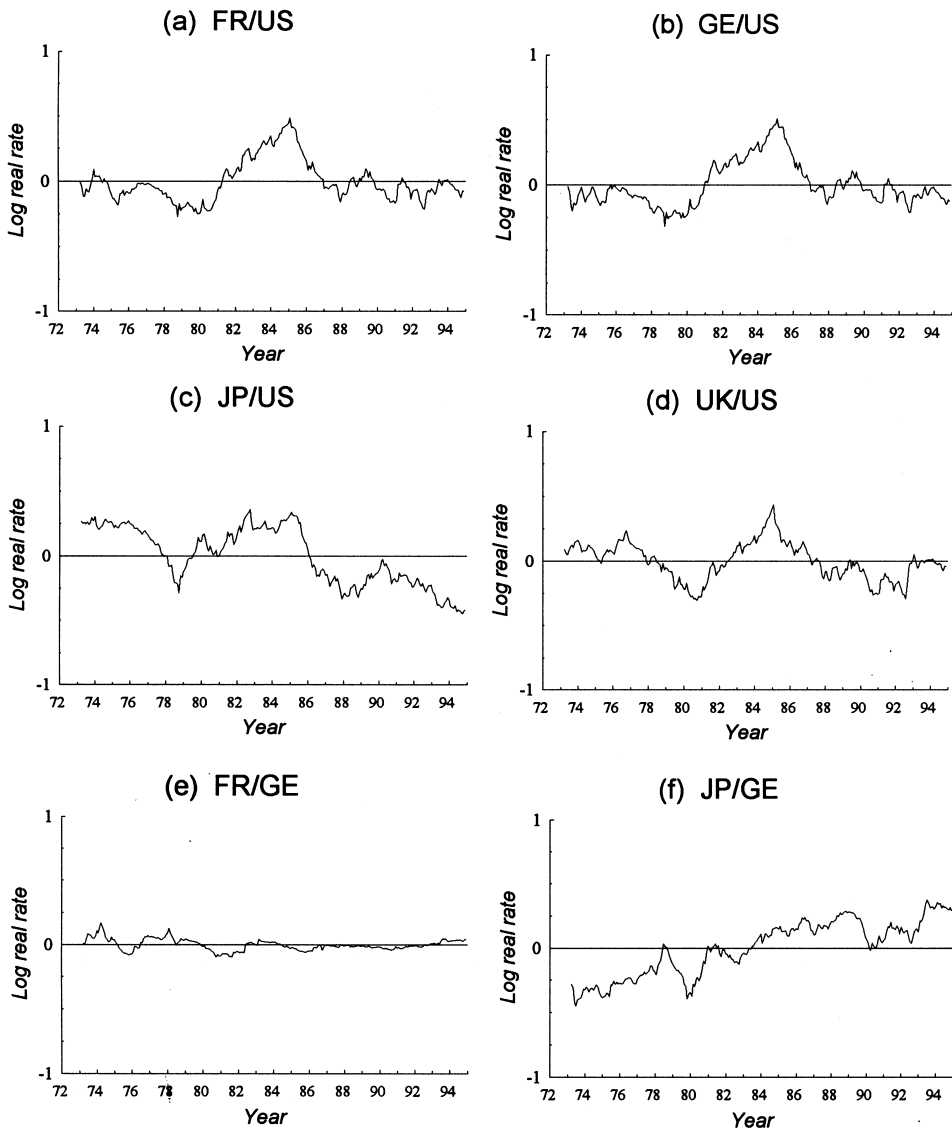 (a) FR/US
1
0
-1
Log real rate
72 74 76 78 80 82 84 86 88 90 92 94
Year
(b) GE/US
1
0
-1
Log real rate
72 74 76 78 80 82 84 86 88 90 92 94
Year
(c) JP/US
1
0
-1
Log real rate
72 74 76 78 80 82 84 86 88 90 92 94
Year
(d) UK/US
1
0
-1
Log real rate
72 74 76 78 80 82 84 86 88 90 92 94
Year
(e) FR/GE
1
0
-1
Log real rate
72 74 76 78 80 82 84 86 88 90 92 94
Year
(f) JP/GE
1
0
-1
Log real rate
72 74 76 78 80 82 84 86 88 90 92 94
Year